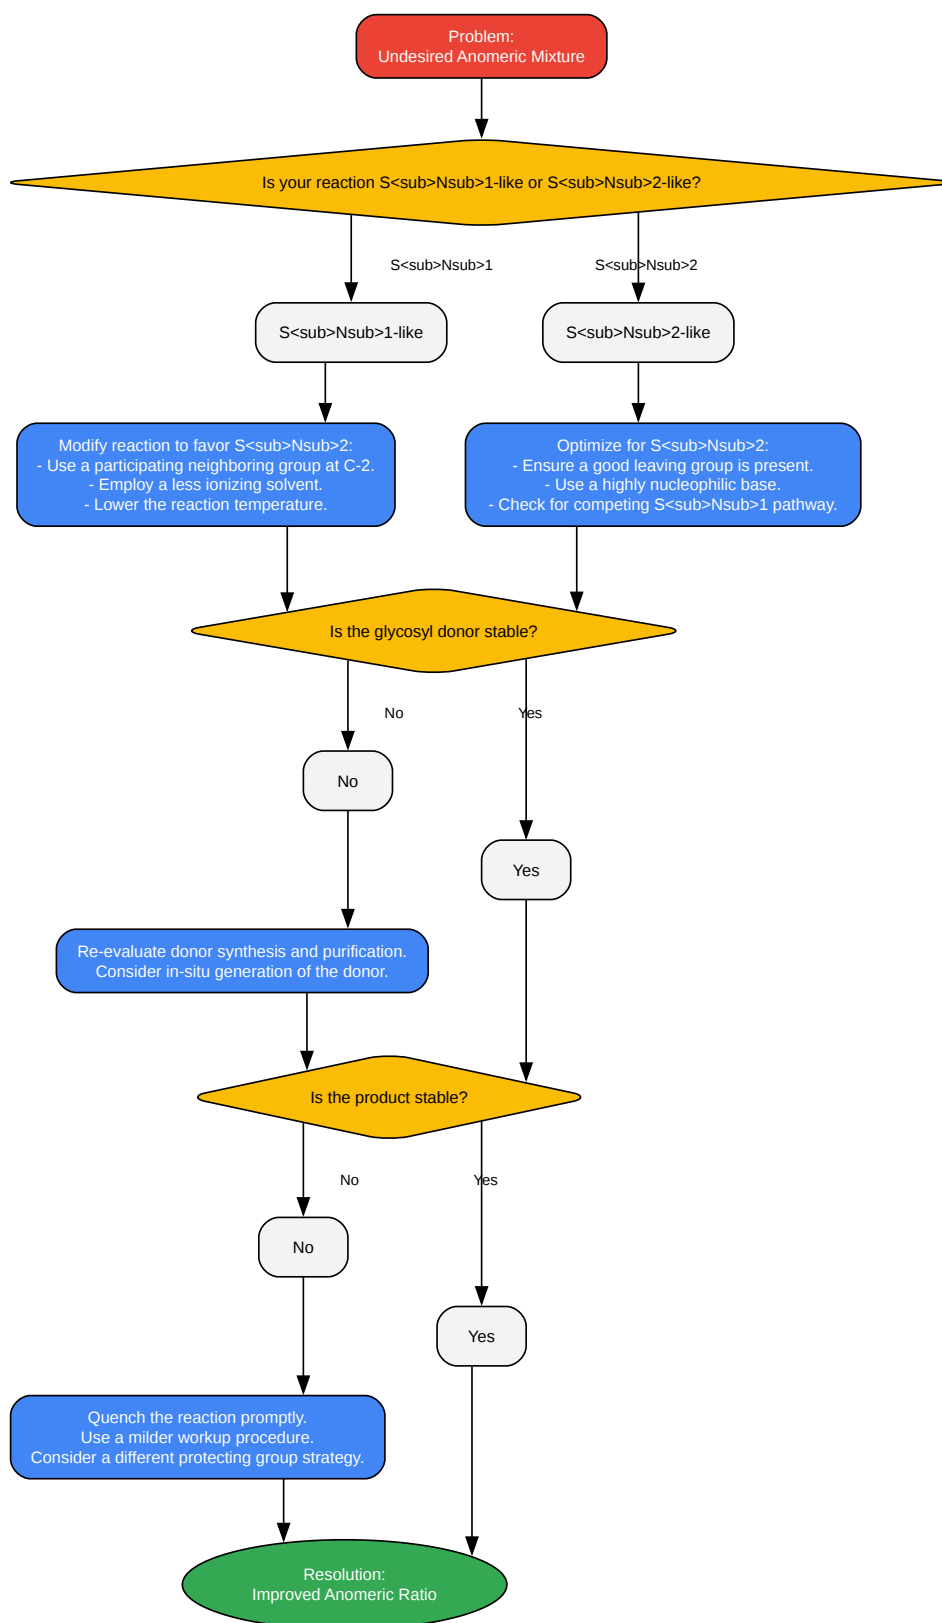 Problem:
Undesired Anomeric Mixture
Is your reaction S<sub>Nsub>1-like or S<sub>Nsub>2-like?
S<sub>Nsub>1
S<sub>Nsub>2
S<sub>Nsub>1-like
S<sub>Nsub>2-like
Modify reaction to favor S<sub>Nsub>2:
- Use a participating neighboring group at C-2.
- Employ a less ionizing solvent.
- Lower the reaction temperature.
Optimize for S<sub>Nsub>2:
- Ensure a good leaving group is present.
- Use a highly nucleophilic base.
- Check for competing S<sub>Nsub>1 pathway.
Is the glycosyl donor stable?
No
Yes
No
Yes
Re-evaluate donor synthesis and purification.
Consider in-situ generation of the donor.
Is the product stable?
No
Yes
No
Yes
Quench the reaction promptly.
Use a milder workup procedure.
Consider a different protecting group strategy.
Resolution:
Improved Anomeric Ratio